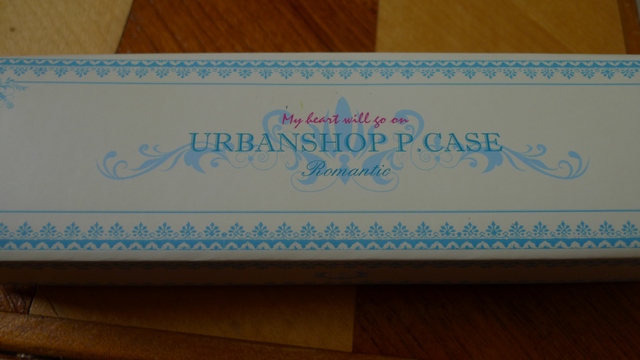 My heart will go on
URBANSHOP P.CASE
Romantic